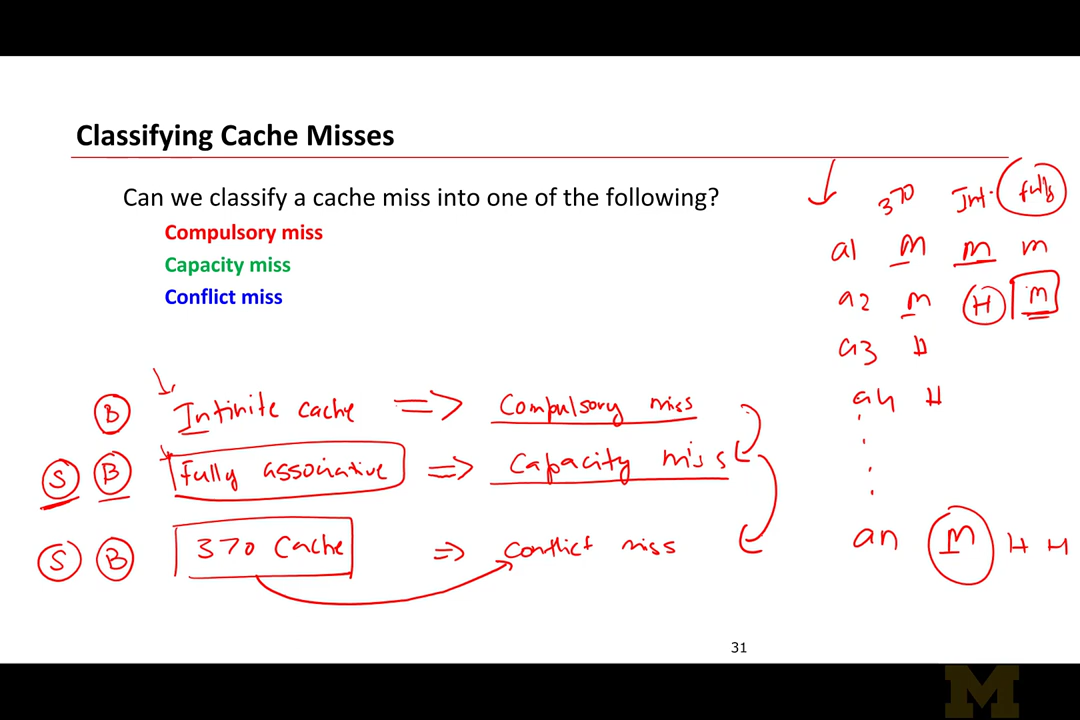 Classifying Cache Misses
Can we classify a cache miss into one of the following?
Compulsory miss
Capacity miss
Conflict miss
370 Inf. fully
a1 M M M
a2 M H M
a3 H
a4 H
an M H H
B Infinite cache => Compulsory miss
S B fully associative => Capacity miss
S B 370 Cache => Conflict miss
31
M